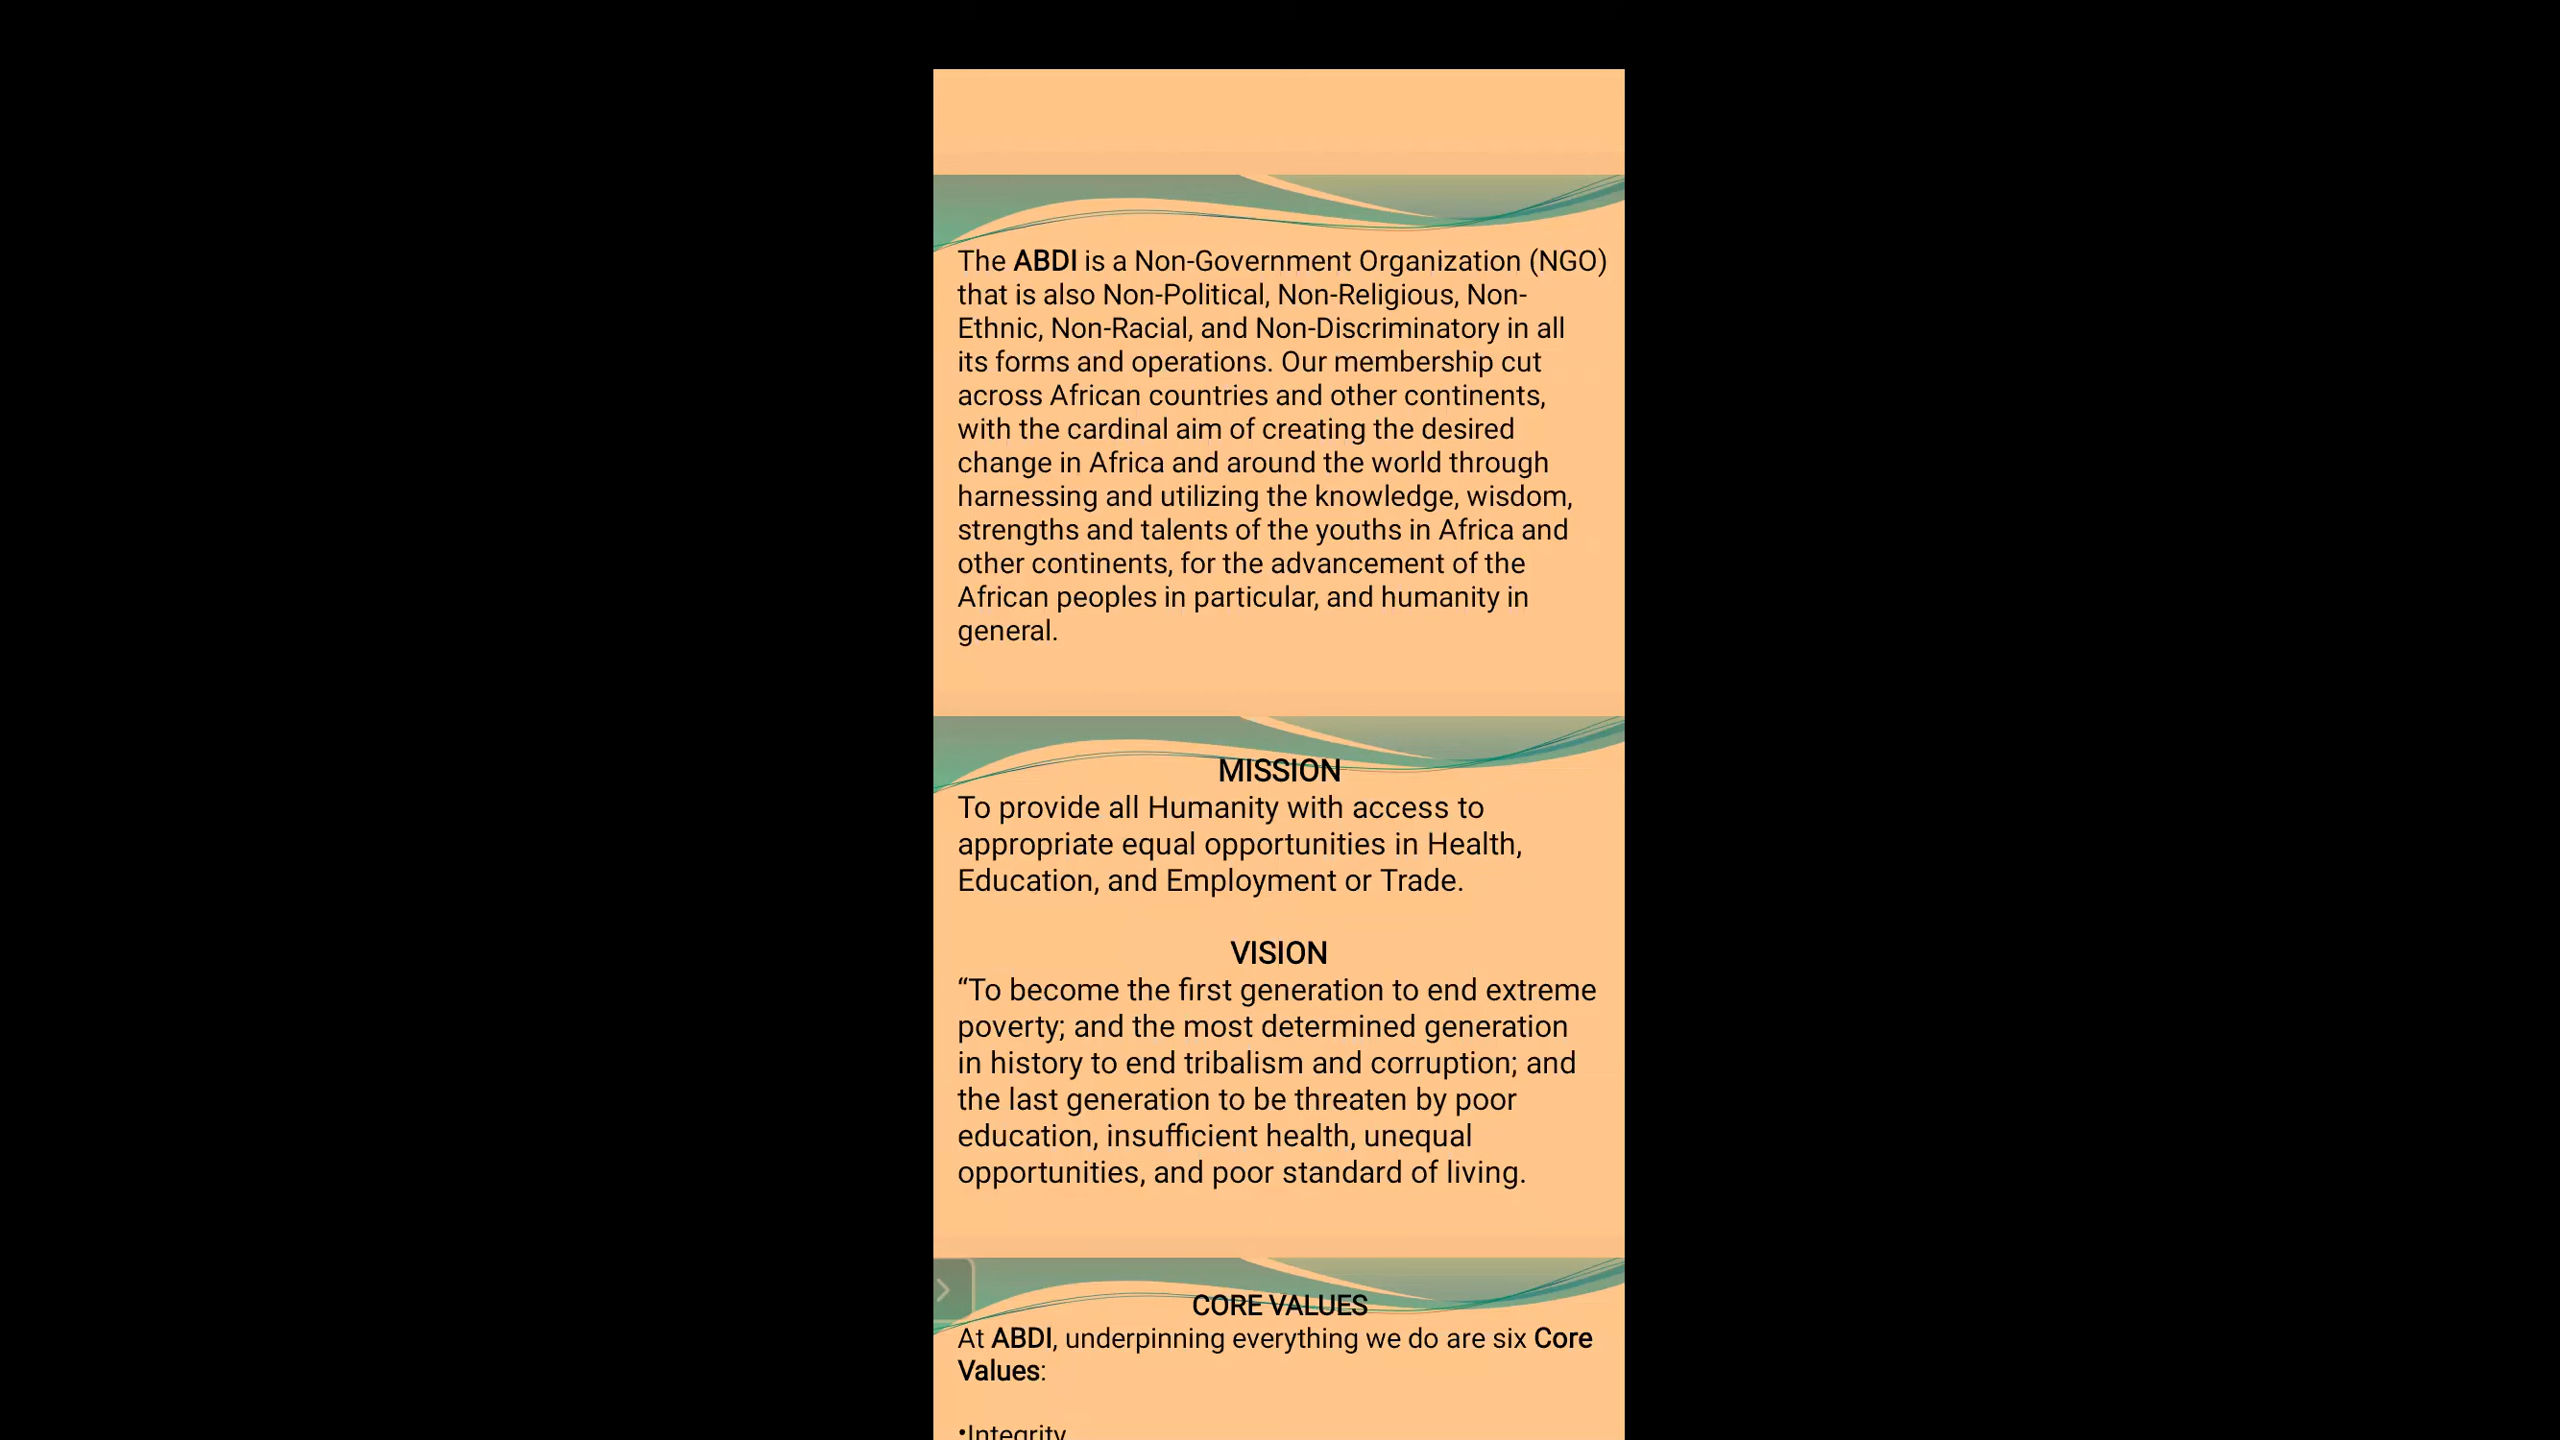 The ABDI is a Non-Government Organization (NGO)
that is also Non-Political, Non-Religious, Non-
Ethnic, Non-Racial, and Non-Discriminatory in all
its forms and operations. Our membership cut
across African countries and other continents,
with the cardinal aim of creating the desired
change in Africa and around the world through
harnessing and utilizing the knowledge, wisdom,
strengths and talents of the youths in Africa and
other continents, for the advancement of the
African peoples in particular, and humanity in
general.
MISSION
To provide all Humanity with access to
appropriate equal opportunities in Health,
Education, and Employment or Trade.
VISION
“To become the first generation to end extreme
poverty; and the most determined generation
in history to end tribalism and corruption; and
the last generation to be threaten by poor
education, insufficient health, unequal
opportunities, and poor standard of living.
CORE VALUES
At ABDI, underpinning everything we do are six Core
Values:
•Integrity